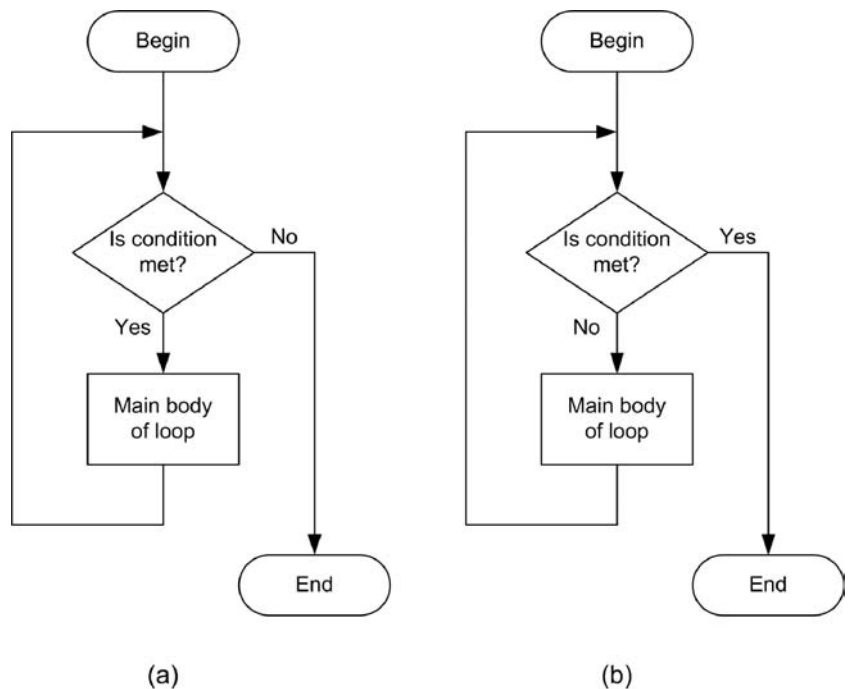 Begin
Is condition
met?
No
Yes
Main body
of loop
End
(a)
Begin
Is condition
met?
Yes
No
Main body
of loop
End
(b)